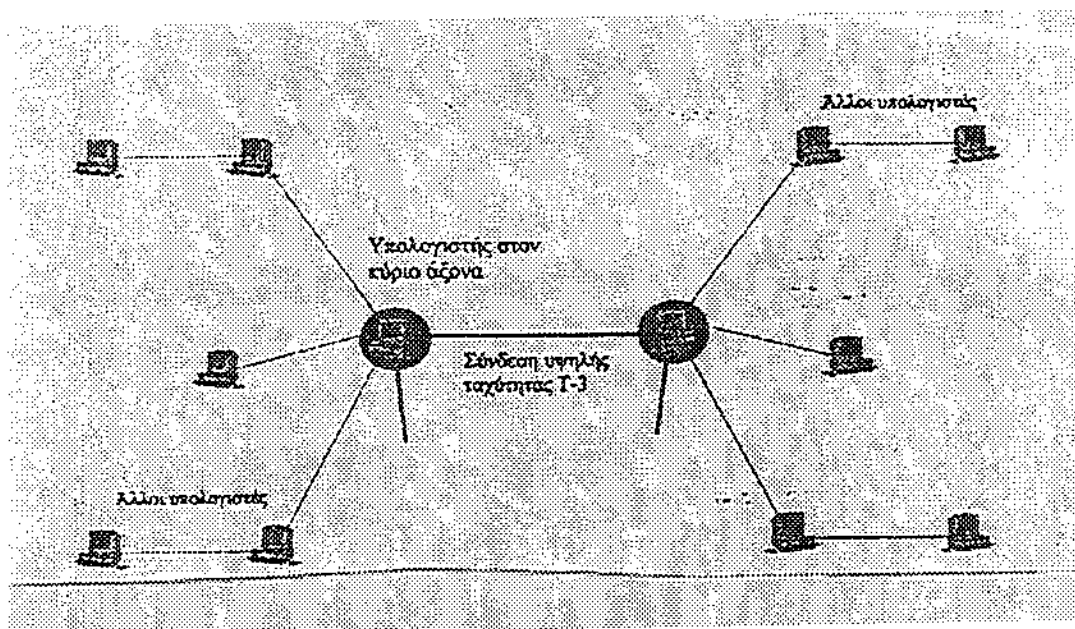 Άλλοι υπολογιστές
Υπολογιστής στον
κύριο άξονα
Σύνδεση υψηλής
ταχύτητας T-3
Άλλοι υπολογιστές